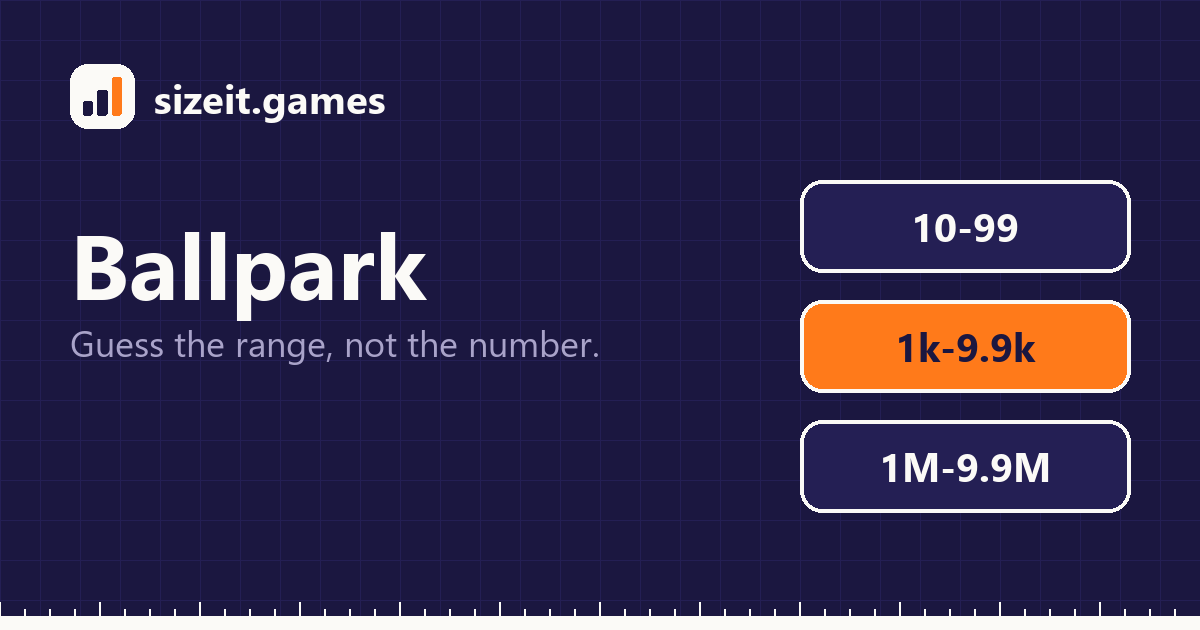 sizeit.games
Ballpark
Guess the range, not the number.
10-99
1k-9.9k
1M-9.9M